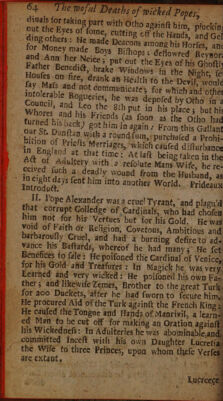 64 The woful Deaths of wicked Popes,
dinals for taking part with Otho against him, plucking
out the Eyes of some, cutting off the Hands, and Geld
ding others: He made Deacons among his Horses, and
for Money made Boys Bishops: defloured Reynora
and Ann her Neice; put out the Eyes of his Ghostly
Father Benedict, brake Windows in the Night, set
Houses on fire, drank an Health to the Devil, would
say Mass and not communicate; for which and other
intolerable Rogueries, he was deposed by Otho in a
Council, and Leo the 8th put in his place; but his
Whores and his Friends (as soon as the Otho had
turned his back) got him in again: From this Gallant
our St. Dunstan with a round sum, purchased a Prohi-
bition of Priests Merriages, which caused disturbance
in England at that time: At last being taken in the
Act of Adultery with a resolute Mans Wife, he re-
ceived such a deadly wound from the Husband, as
in eight days sent him into another World. Prideaux
Introduct.
II. Pope Alexander was a cruel Tyrant, and plagu'd
that corrupt Colledge of Cardinals, who had chosen
him not for his Vertues but for his Gold. He was
void of Faith or Religion, Covetous, Ambitious and
barbarously Cruel, and had a burning desire to ad-
vance his Bastards, whereof he had many; He set
Benefices to sale: He poisoned the Cardinal of Venice,
for his Gold and Treasures: In Magick he was very
Learned and very wicked: He poisoned his own Fa-
ther; and likewise Zemes, Brother to the great Turk
for 200 Duckets, after he had sworn to secure him.
He procured Aid of the Turk against the French King:
He caused the Tongue and Hands of Mancivil, a learn-
ed Man to be cut off for making an Oration against
his Wickedness: In Adulteries he was abominable, and
committed Incest with his own Daughter Lucretia
the Wife to three Princes, upon whom these Verses
are extant,
Lucrece